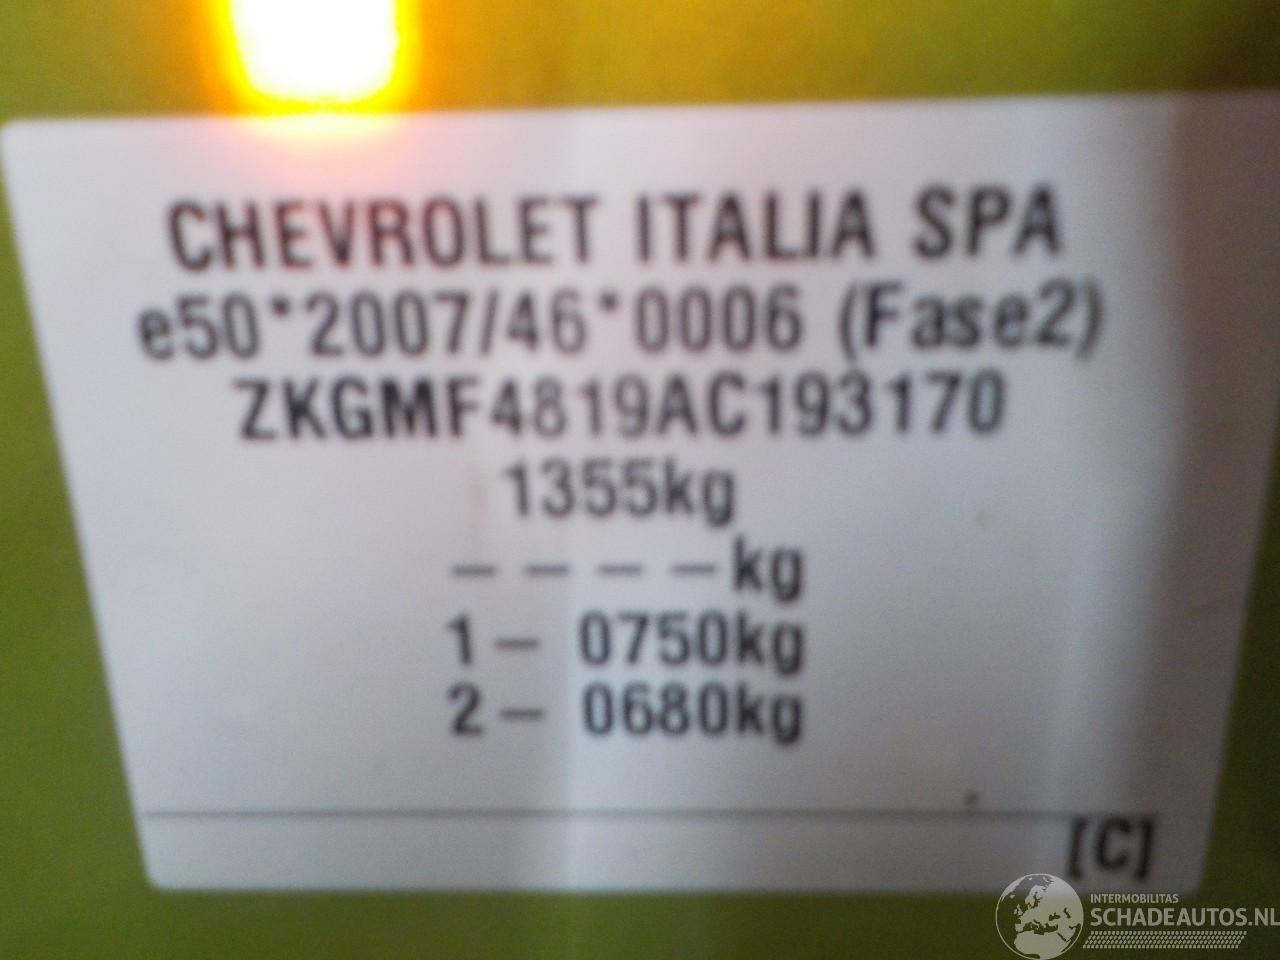 CHEVROLET ITALIA SPA
e50*2007/46*0006 (Fase2)
ZKGMF4819AC193170
1355kg
----kg
1- 0750kg
2- 0680kg
[C]
INTERMOBILITAS
SCHADEAUTOS.NL